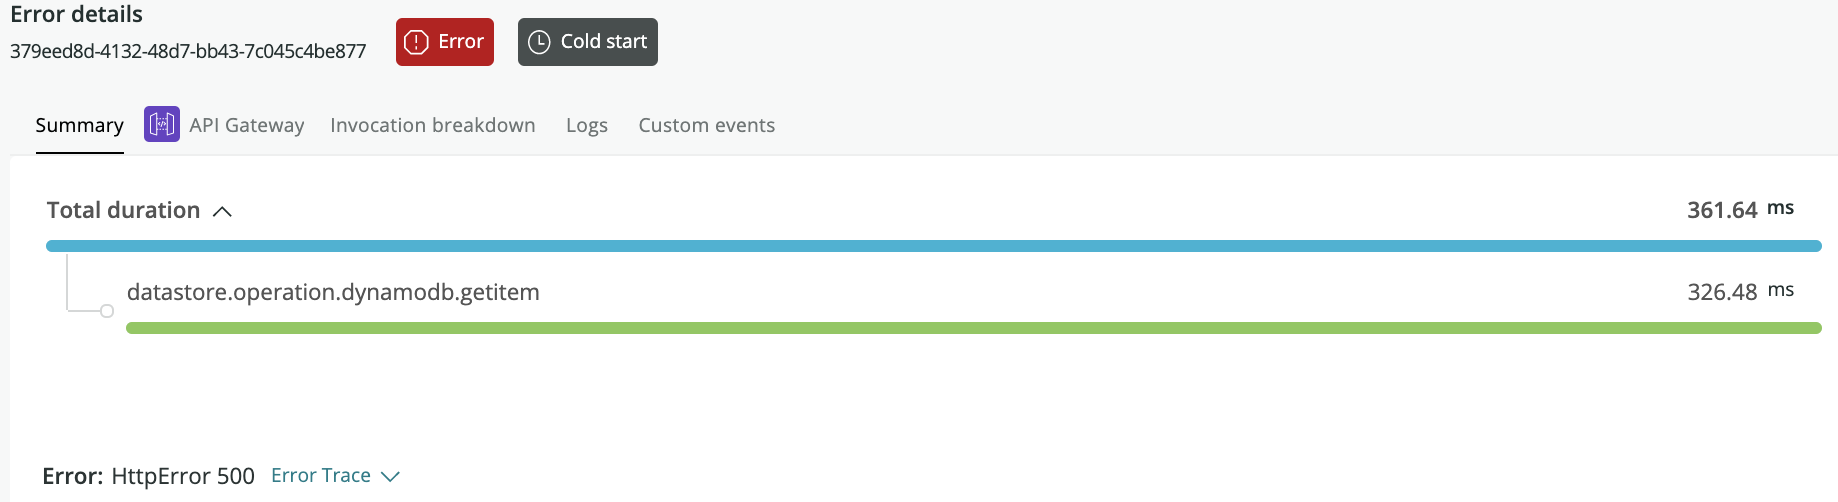 Error details
379eed8d-4132-48d7-bb43-7c045c4be877
Error
Cold start
Summary
API Gateway
Invocation breakdown
Logs
Custom events
Total duration
361.64 ms
datastore.operation.dynamodb.getitem
326.48 ms
Error: HttpError 500
Error Trace